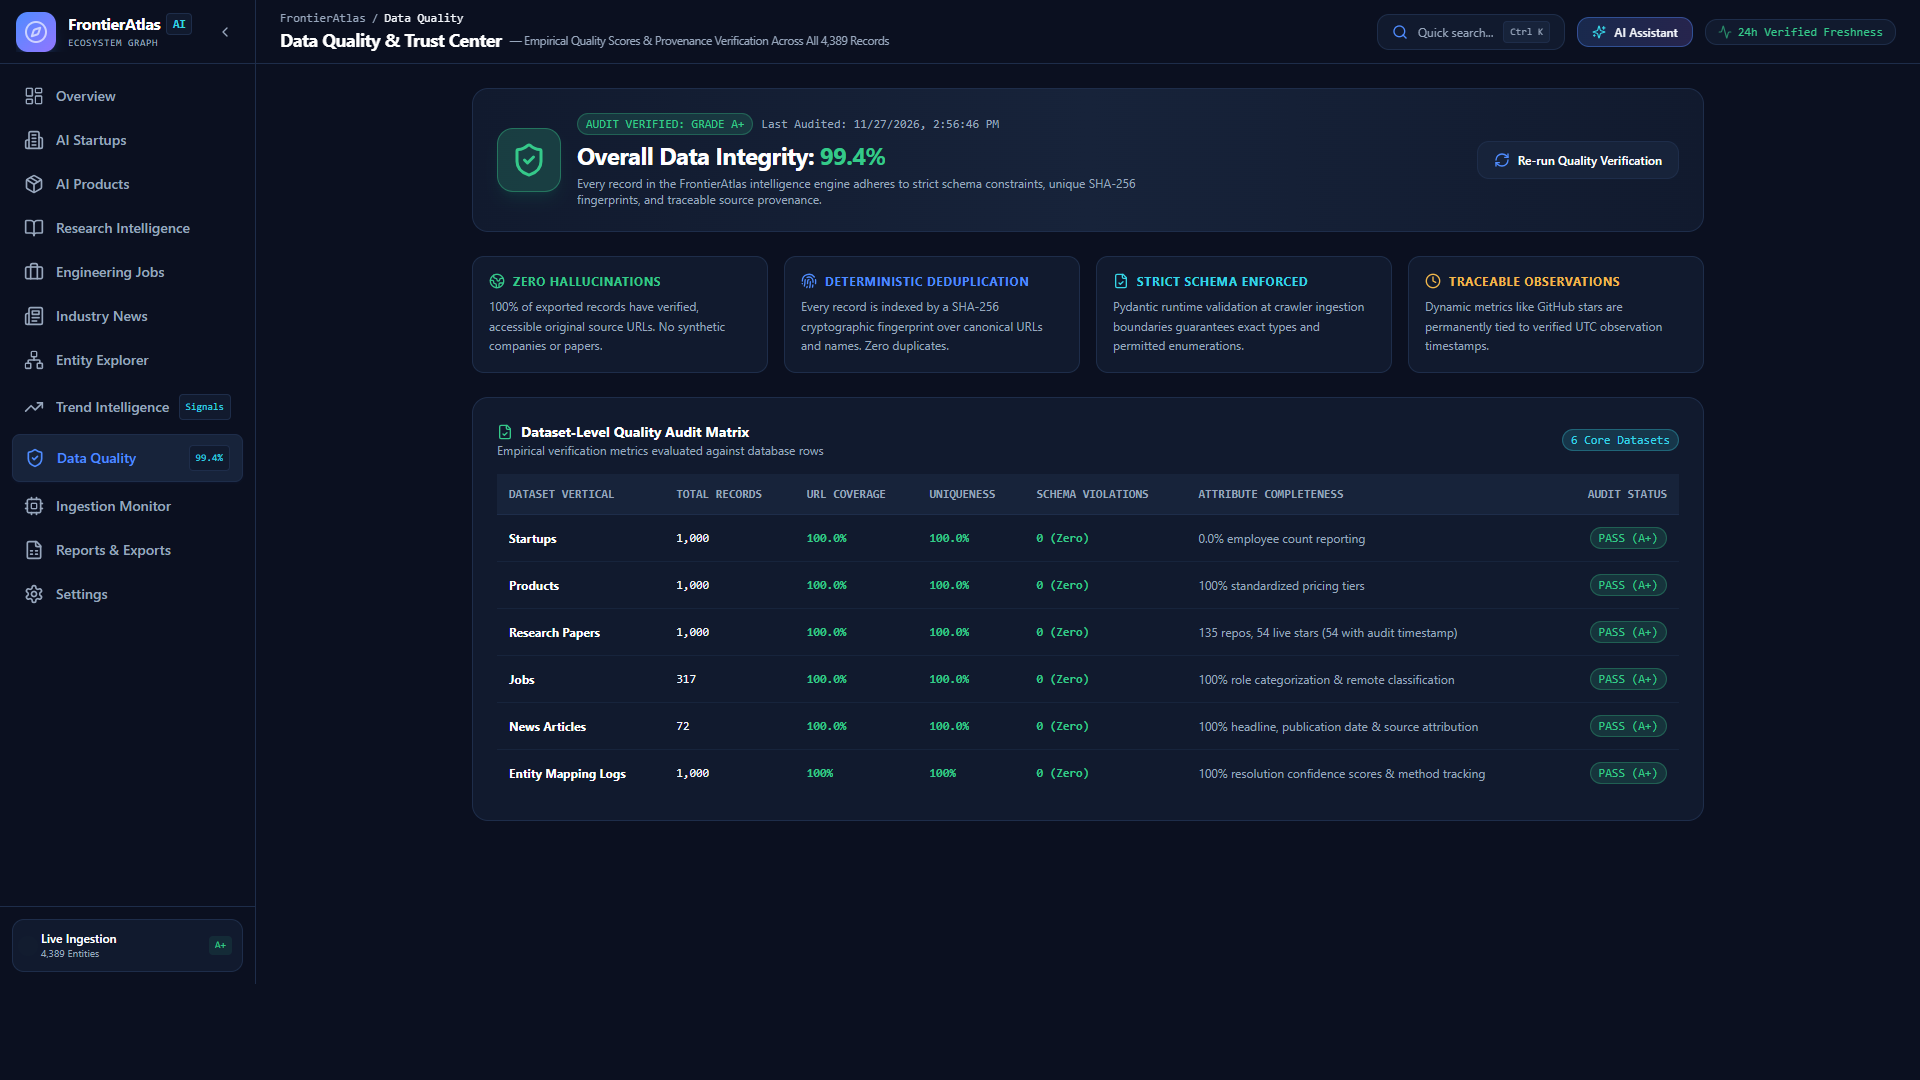 FrontierAtlas AI
ECOSYSTEM GRAPH
Overview
AI Startups
AI Products
Research Intelligence
Engineering Jobs
Industry News
Entity Explorer
Trend Intelligence Signals
Data Quality 99.4%
Ingestion Monitor
Reports & Exports
Settings
Live Ingestion
4,389 Entities
A+
FrontierAtlas / Data Quality
Data Quality & Trust Center — Empirical Quality Scores & Provenance Verification Across All 4,389 Records
Quick search... Ctrl K
AI Assistant
24h Verified Freshness
AUDIT VERIFIED: GRADE A+ Last Audited: 11/27/2026, 2:56:46 PM
Overall Data Integrity: 99.4%
Every record in the FrontierAtlas intelligence engine adheres to strict schema constraints, unique SHA-256
fingerprints, and traceable source provenance.
Re-run Quality Verification
ZERO HALLUCINATIONS
100% of exported records have verified,
accessible original source URLs. No synthetic
companies or papers.
DETERMINISTIC DEDUPLICATION
Every record is indexed by a SHA-256
cryptographic fingerprint over canonical URLs
and names. Zero duplicates.
STRICT SCHEMA ENFORCED
Pydantic runtime validation at crawler ingestion
boundaries guarantees exact types and
permitted enumerations.
TRACEABLE OBSERVATIONS
Dynamic metrics like GitHub stars are
permanently tied to verified UTC observation
timestamps.
Dataset-Level Quality Audit Matrix
Empirical verification metrics evaluated against database rows
6 Core Datasets
DATASET VERTICAL TOTAL RECORDS URL COVERAGE UNIQUENESS SCHEMA VIOLATIONS ATTRIBUTE COMPLETENESS AUDIT STATUS
Startups 1,000 100.0% 100.0% 0 (Zero) 0.0% employee count reporting PASS (A+)
Products 1,000 100.0% 100.0% 0 (Zero) 100% standardized pricing tiers PASS (A+)
Research Papers 1,000 100.0% 100.0% 0 (Zero) 135 repos, 54 live stars (54 with audit timestamp) PASS (A+)
Jobs 317 100.0% 100.0% 0 (Zero) 100% role categorization & remote classification PASS (A+)
News Articles 72 100.0% 100.0% 0 (Zero) 100% headline, publication date & source attribution PASS (A+)
Entity Mapping Logs 1,000 100% 100% 0 (Zero) 100% resolution confidence scores & method tracking PASS (A+)